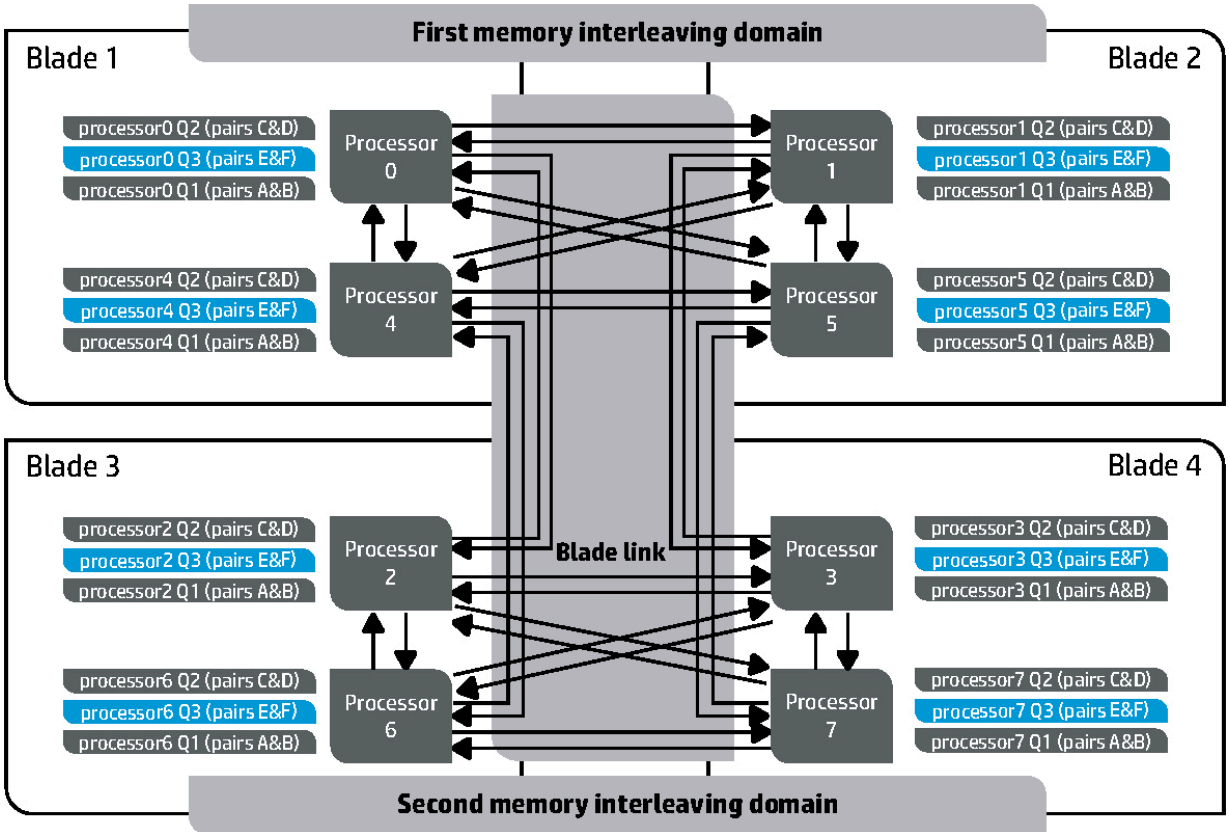 First memory interleaving domain
Blade 1
Blade 2
processor0 Q2 (pairs C&D)
processor0 Q3 (pairs E&F)
processor0 Q1 (pairs A&B)
Processor
0
Processor
1
processor1 Q2 (pairs C&D)
processor1 Q3 (pairs E&F)
processor1 Q1 (pairs A&B)
processor4 Q2 (pairs C&D)
processor4 Q3 (pairs E&F)
processor4 Q1 (pairs A&B)
Processor
4
Processor
5
processor5 Q2 (pairs C&D)
processor5 Q3 (pairs E&F)
processor5 Q1 (pairs A&B)
Blade 3
Blade 4
processor2 Q2 (pairs C&D)
processor2 Q3 (pairs E&F)
processor2 Q1 (pairs A&B)
Processor
2
Blade link
Processor
3
processor3 Q2 (pairs C&D)
processor3 Q3 (pairs E&F)
processor3 Q1 (pairs A&B)
processor6 Q2 (pairs C&D)
processor6 Q3 (pairs E&F)
processor6 Q1 (pairs A&B)
Processor
6
Processor
7
processor7 Q2 (pairs C&D)
processor7 Q3 (pairs E&F)
processor7 Q1 (pairs A&B)
Second memory interleaving domain